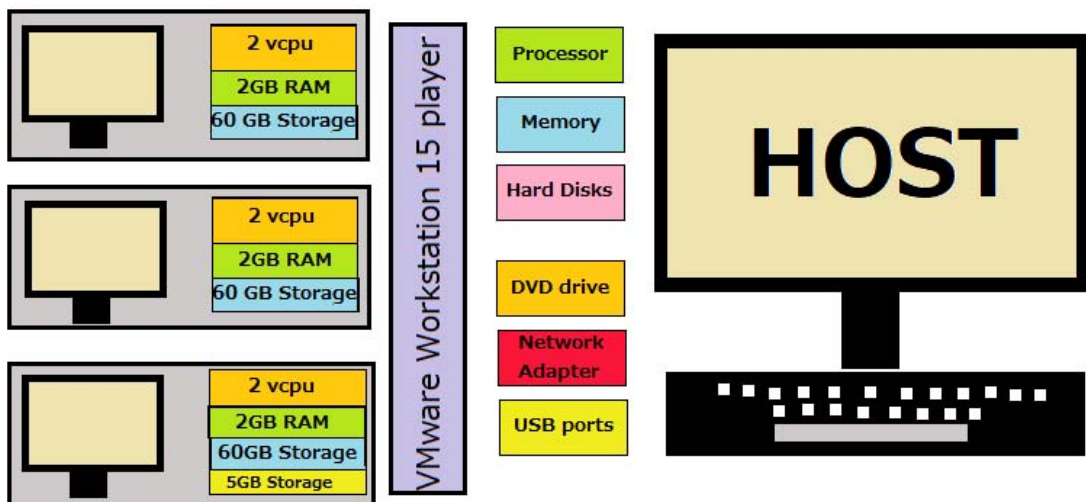 2 vcpu
2GB RAM
60 GB Storage
2 vcpu
2GB RAM
60 GB Storage
2 vcpu
2GB RAM
60GB Storage
5GB Storage
VMware Workstation 15 player
Processor
Memory
Hard Disks
DVD drive
Network
Adapter
USB ports
HOST